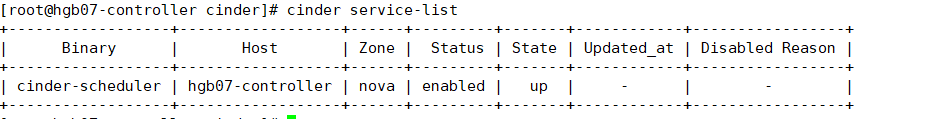 [root@hgb07-controller cinder]# cinder service-list
+------------------+------------------+------+---------+-------+------------+-----------------+
| Binary | Host | Zone | Status | State | Updated_at | Disabled Reason |
+------------------+------------------+------+---------+-------+------------+-----------------+
| cinder-scheduler | hgb07-controller | nova | enabled | up | - | - |
+------------------+------------------+------+---------+-------+------------+-----------------+